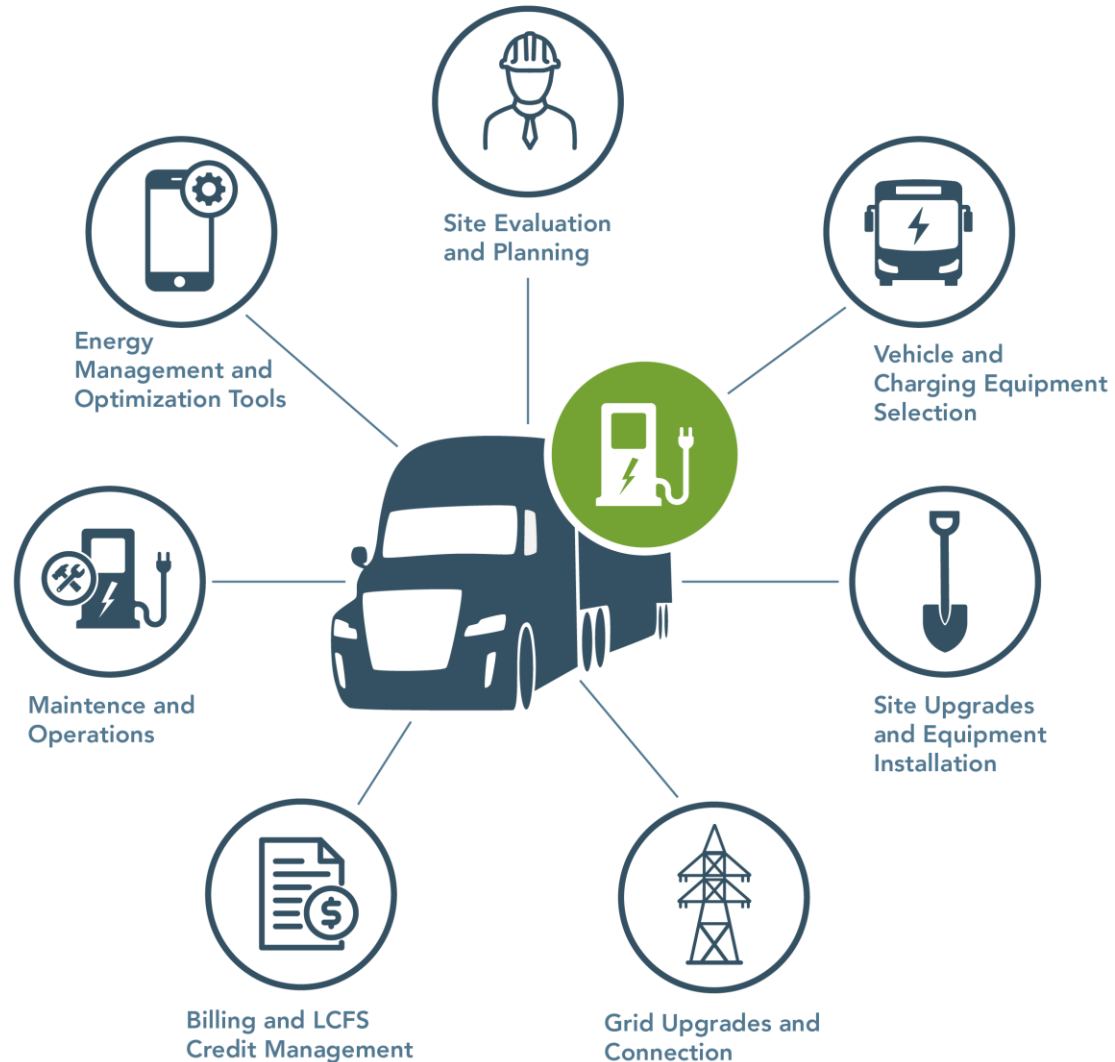 Site Evaluation
and Planning
Energy
Management and
Optimization Tools
Vehicle and
Charging Equipment
Selection
Maintence and
Operations
Site Upgrades
and Equipment
Installation
$
Billing and LCFS
Credit Management
Grid Upgrades and
Connection